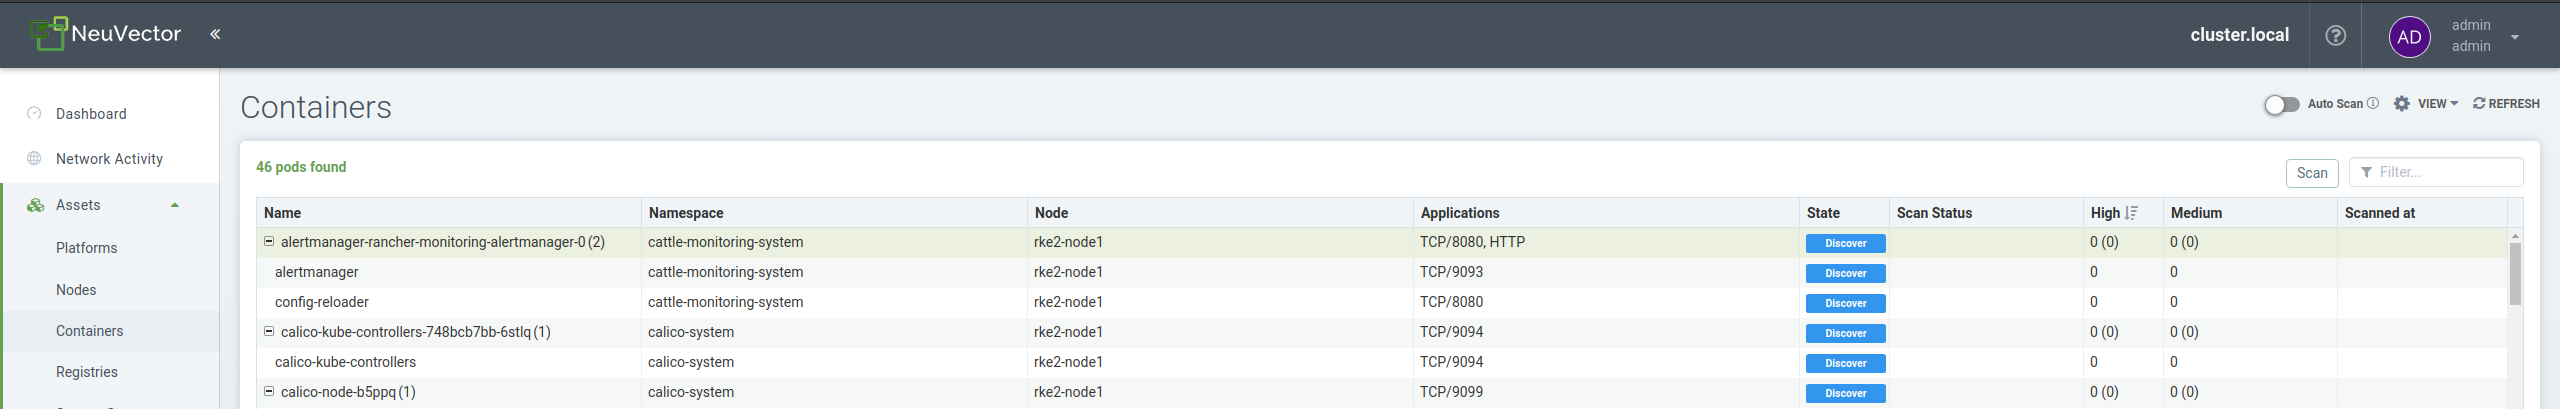 NeuVector «
cluster.local
?
AD
admin
admin
Dashboard
Network Activity
Assets
Platforms
Nodes
Containers
Registries
Containers
Auto Scan VIEW REFRESH
46 pods found
Scan Filter...
Name Namespace Node Applications State Scan Status High Medium Scanned at
alertmanager-rancher-monitoring-alertmanager-0 (2) cattle-monitoring-system rke2-node1 TCP/8080, HTTP Discover 0 (0) 0 (0)
alertmanager cattle-monitoring-system rke2-node1 TCP/9093 Discover 0 0
config-reloader cattle-monitoring-system rke2-node1 TCP/8080 Discover 0 0
calico-kube-controllers-748bcb7bb-6stlq (1) calico-system rke2-node1 TCP/9094 Discover 0 (0) 0 (0)
calico-kube-controllers calico-system rke2-node1 TCP/9094 Discover 0 0
calico-node-b5ppq (1) calico-system rke2-node1 TCP/9099 Discover 0 (0) 0 (0)